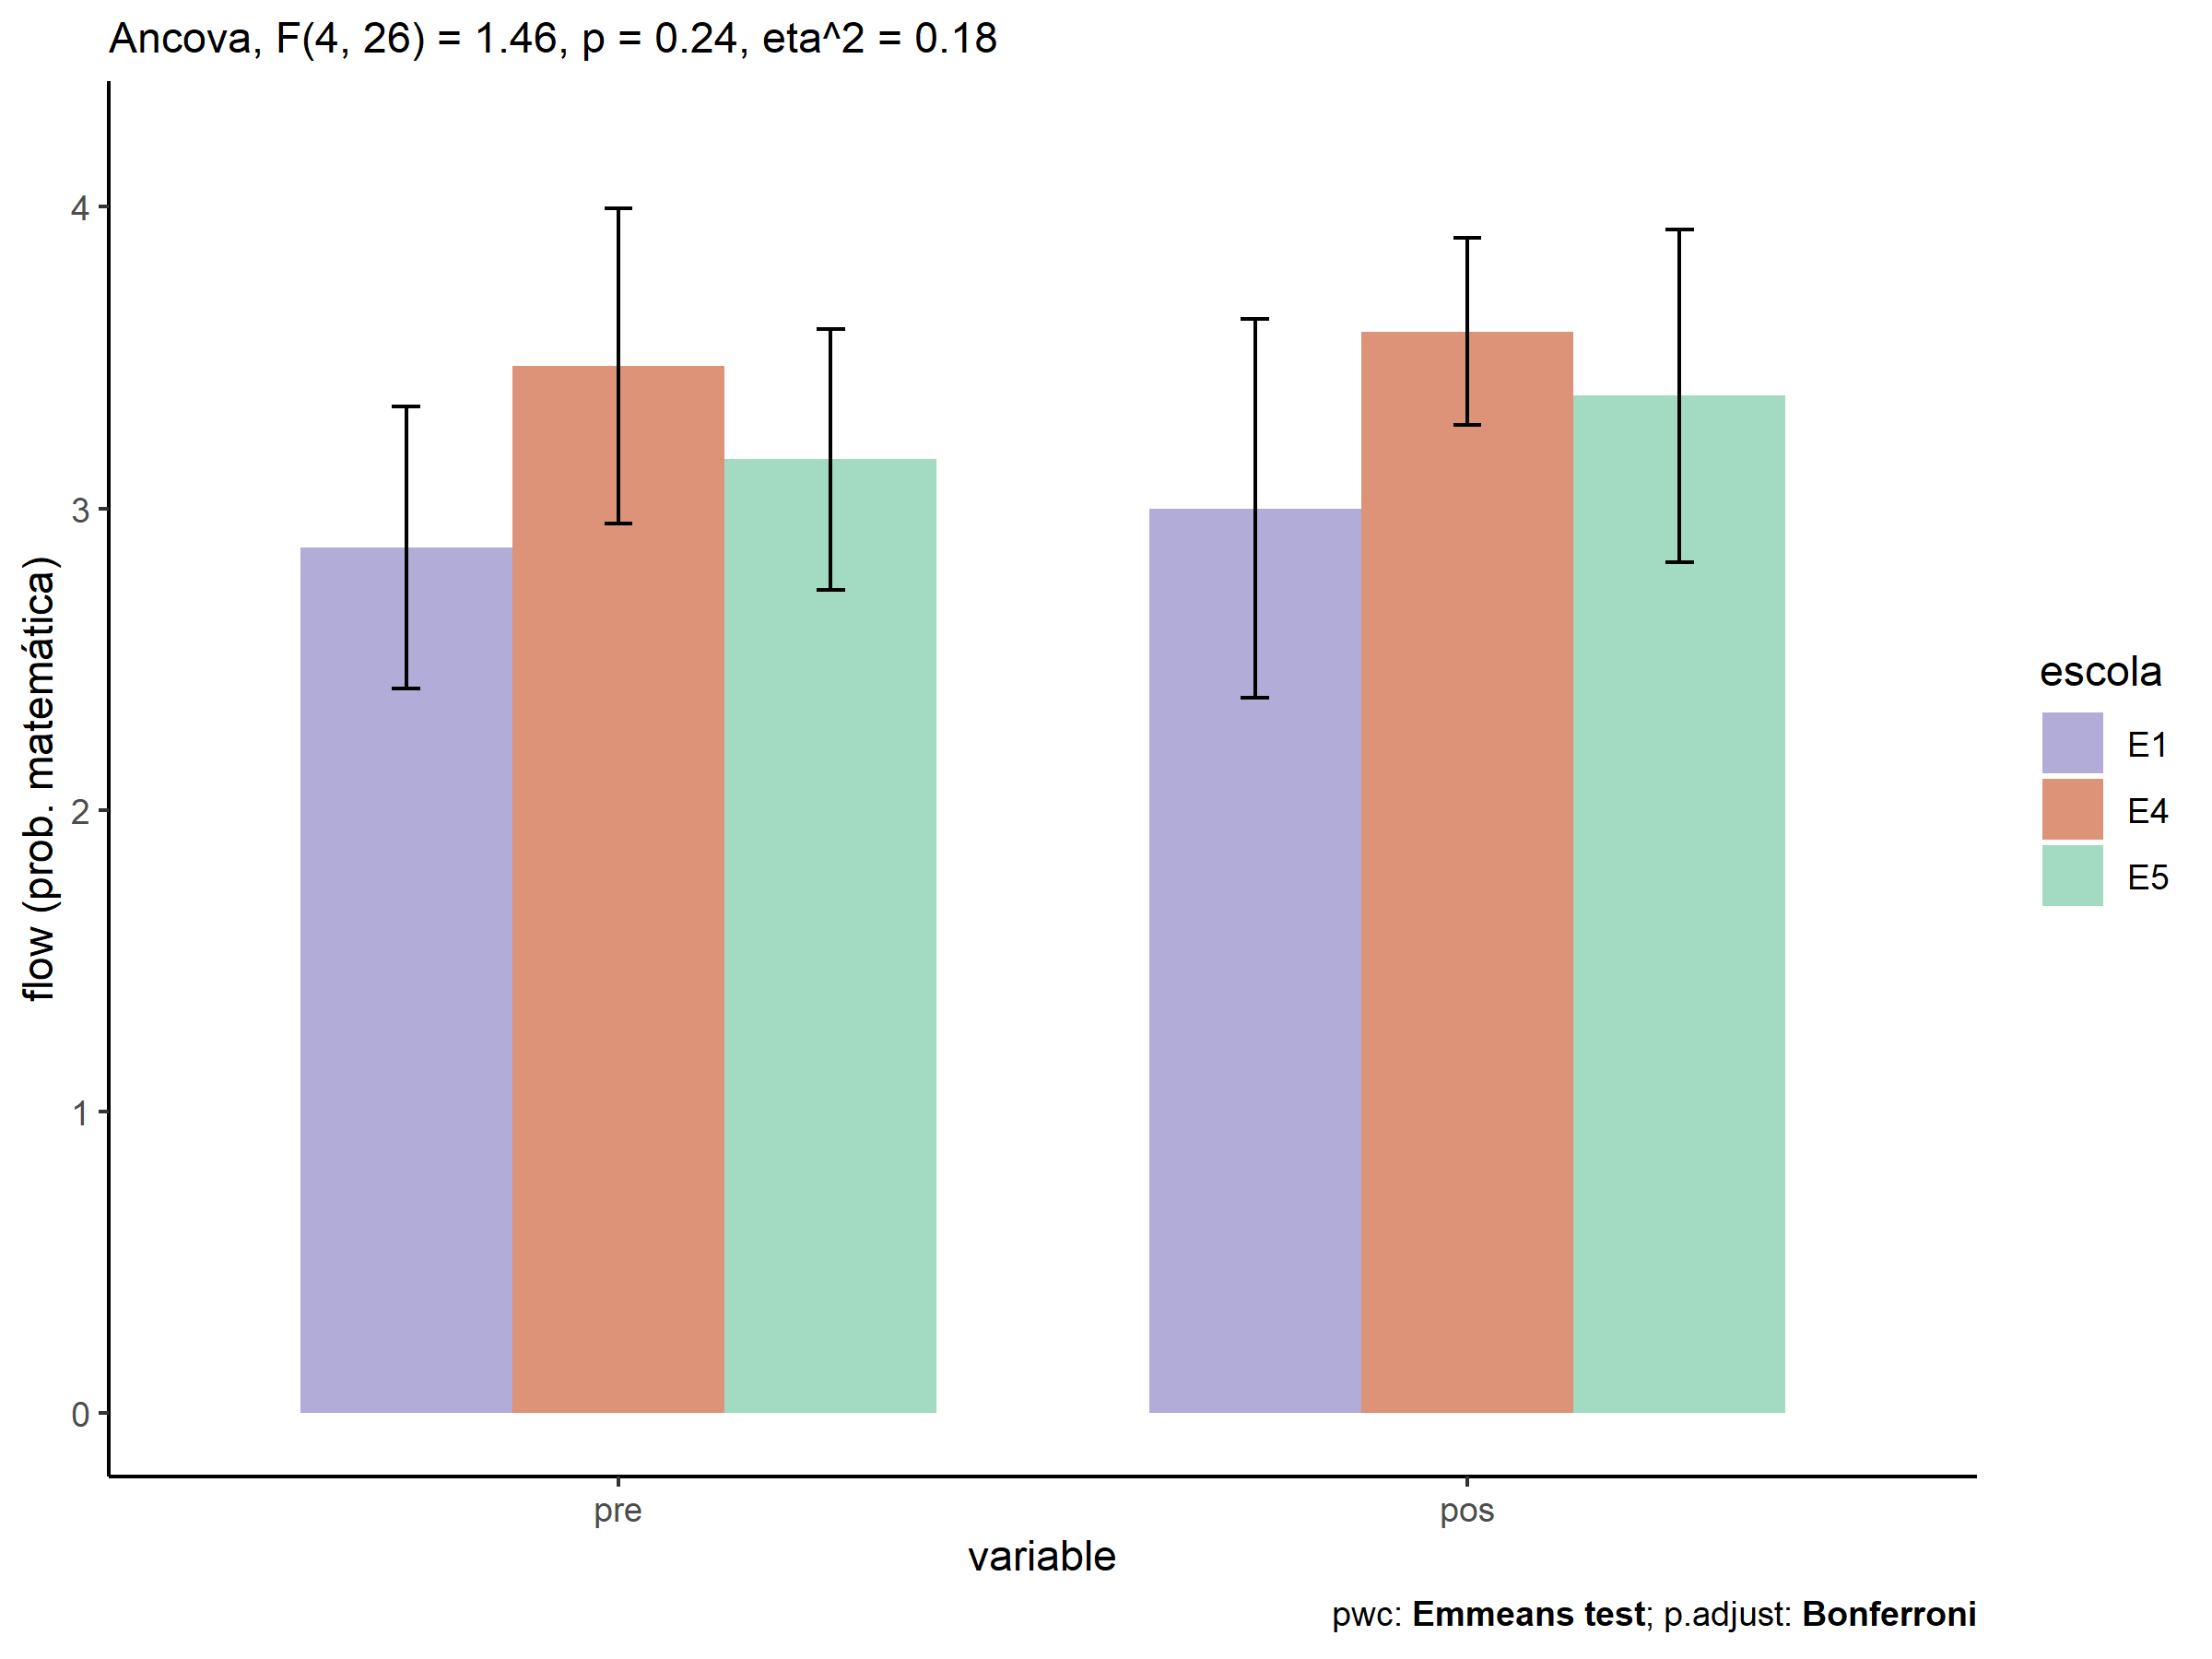 Ancova, F(4, 26) = 1.46, p = 0.24, eta^2 = 0.18
flow (prob. matemática)
4
3
2
1
0
pre
pos
variable
escola
E1
E4
E5
pwc: Emmeans test; p.adjust: Bonferroni